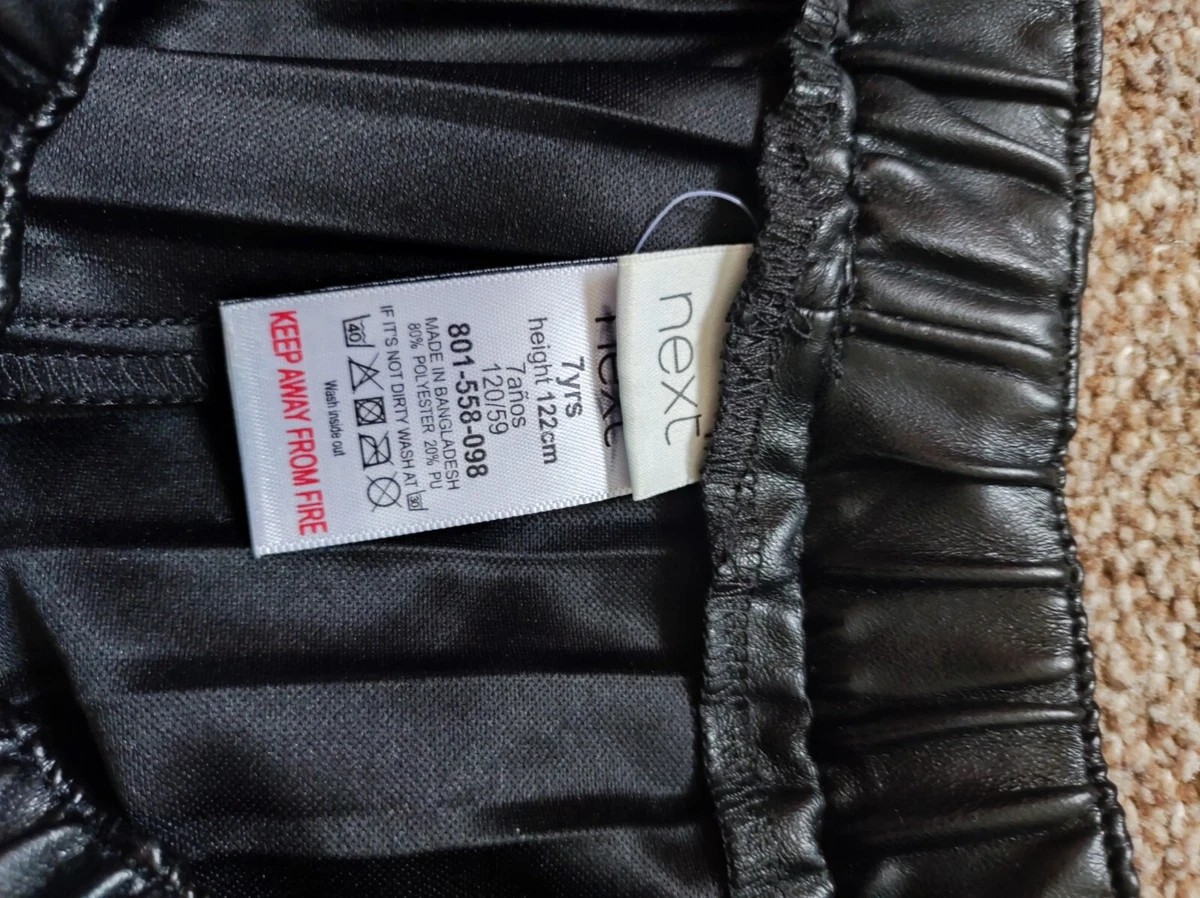 next
next
7yrs
height 122cm
7años
120/59
801-558-098
MADE IN BANGLADESH
80% POLYESTER 20% PU
IF IT'S NOT DIRTY WASH AT 30
40
Wash inside out
KEEP AWAY FROM FIRE